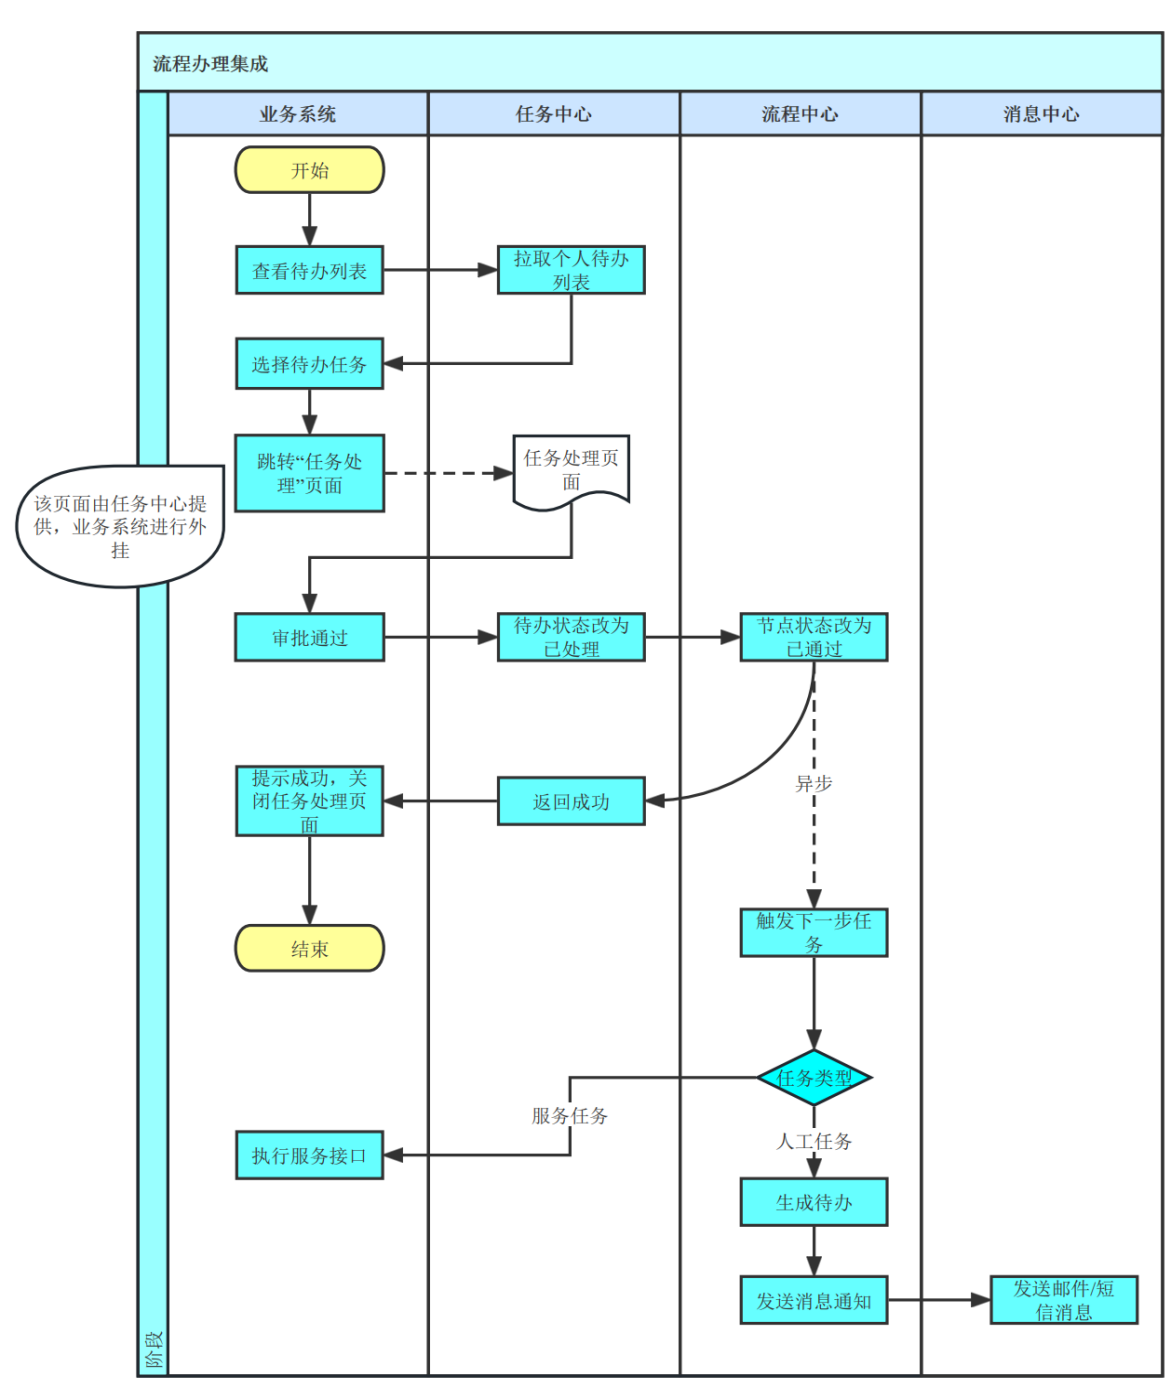 流程办理集成
业务系统
任务中心
流程中心
消息中心
开始
查看待办列表
拉取个人待办
列表
选择待办任务
跳转“任务处
理”页面
任务处理页
面
该页面由任务中心提
供，业务系统进行外
挂
审批通过
待办状态改为
已处理
节点状态改为
已通过
提示成功，关
闭任务处理页
面
返回成功
异步
结束
触发下一步任
务
任务类型
服务任务
人工任务
执行服务接口
生成待办
发送消息通知
发送邮件/短
信消息
阶段